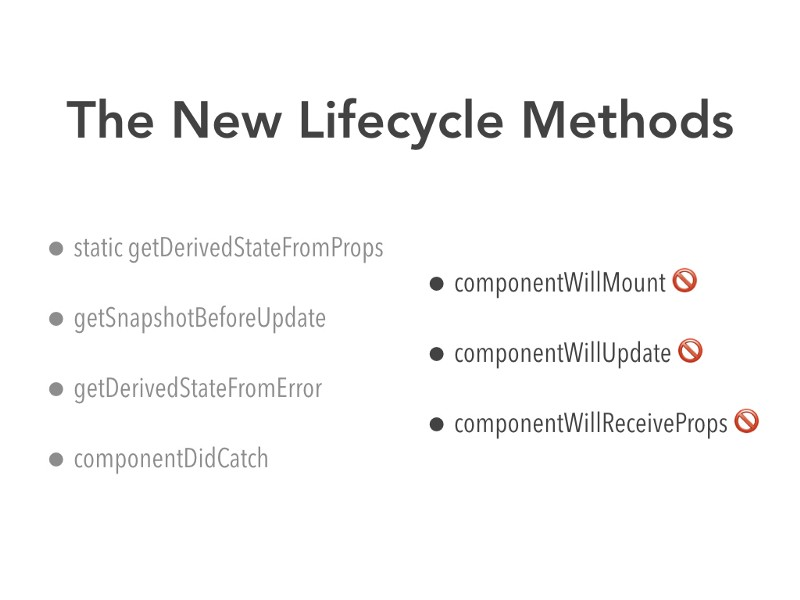 The New Lifecycle Methods
• static getDerivedStateFromProps
• getSnapshotBeforeUpdate
• getDerivedStateFromError
• componentDidCatch
• componentWillMount 🚫
• componentWillUpdate 🚫
• componentWillReceiveProps 🚫